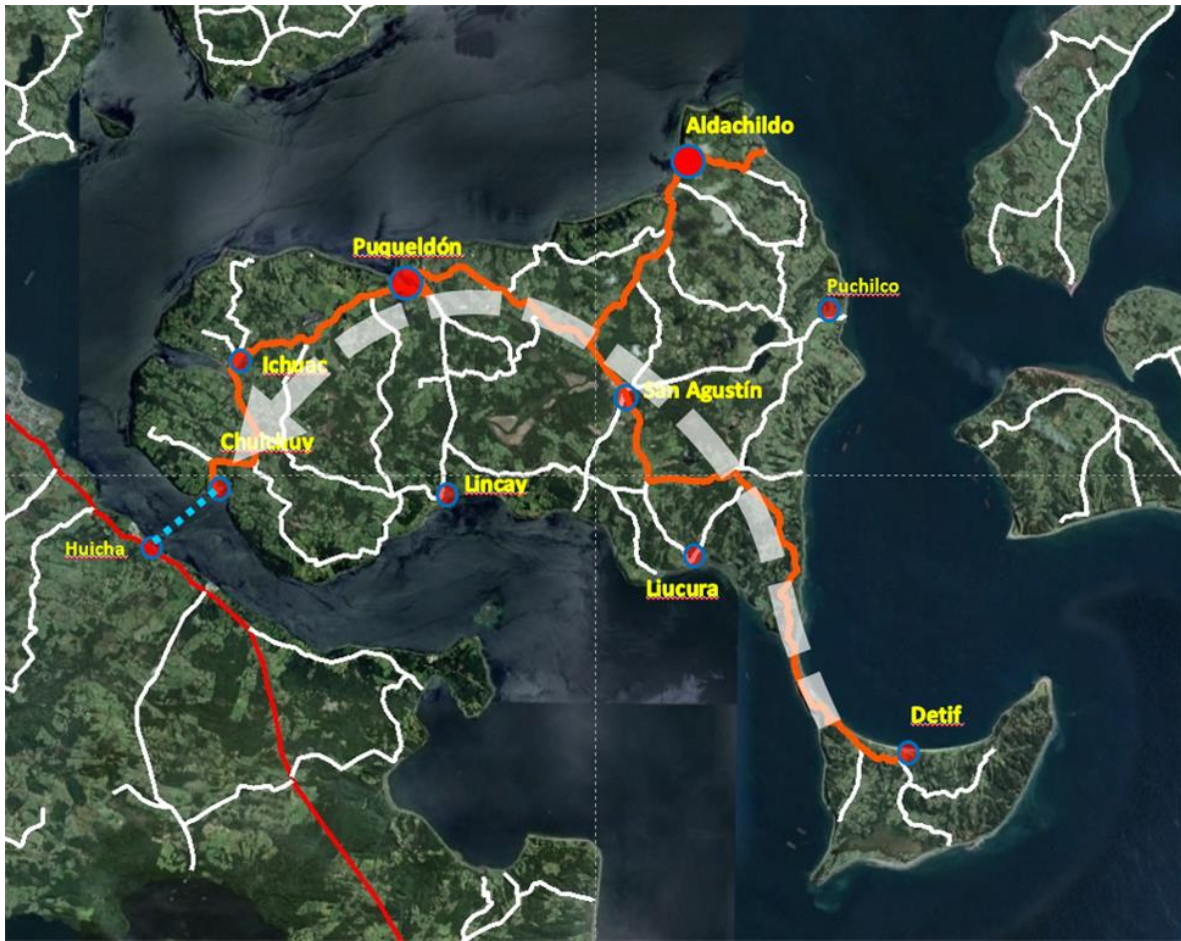 Aldachildo
Puqueldón
Puchilco
Ichuac
San Agustín
Chulchuy
Lincay
Huicha
Liucura
Detif